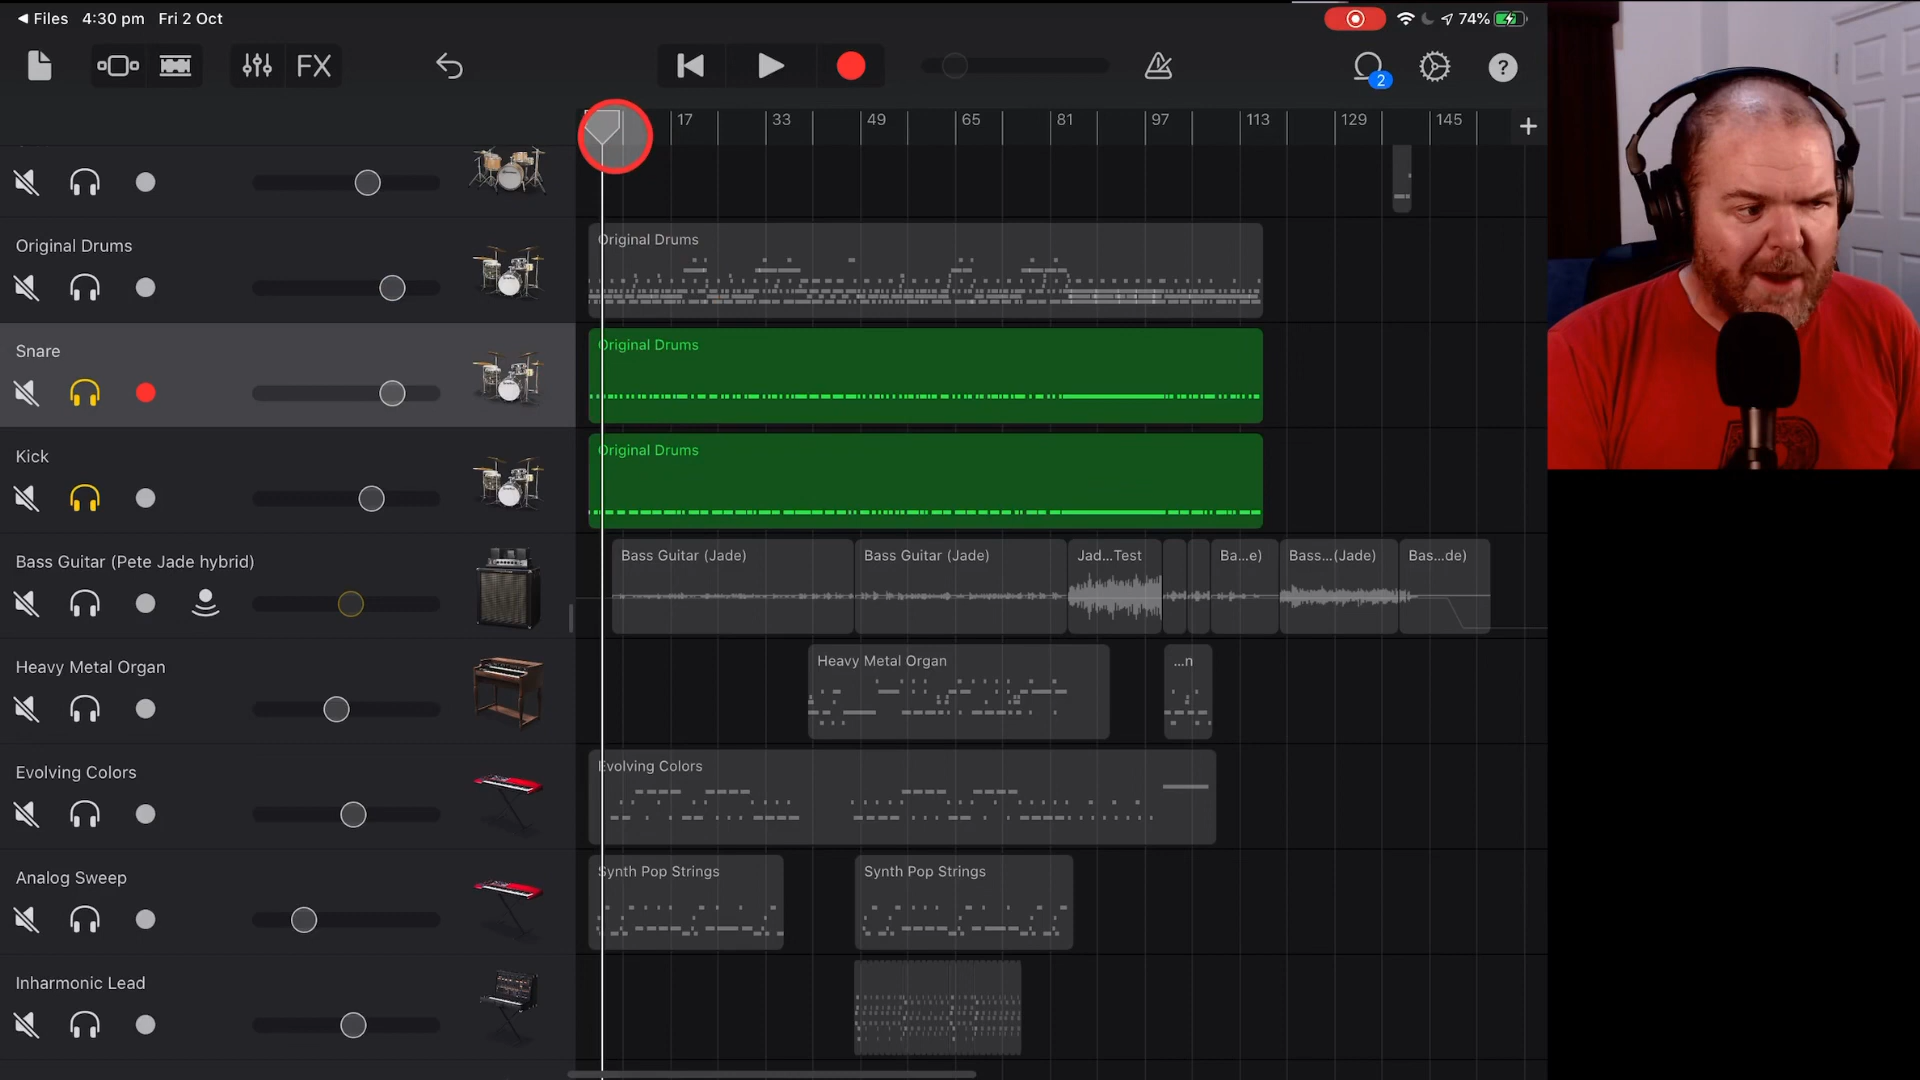 Files 4:30 pm Fri 2 Oct
74%
FX
2
?
17 33 49 65 81 97 113 129 145
Original Drums
Original Drums
Snare
Original Drums
Kick
Original Drums
Bass Guitar (Pete Jade hybrid)
Bass Guitar (Jade) Bass Guitar (Jade) Jad...Test Ba...e) Bass...(Jade) Bas...de)
Heavy Metal Organ
Heavy Metal Organ ...n
Evolving Colors
Evolving Colors
Analog Sweep
Synth Pop Strings Synth Pop Strings
Inharmonic Lead